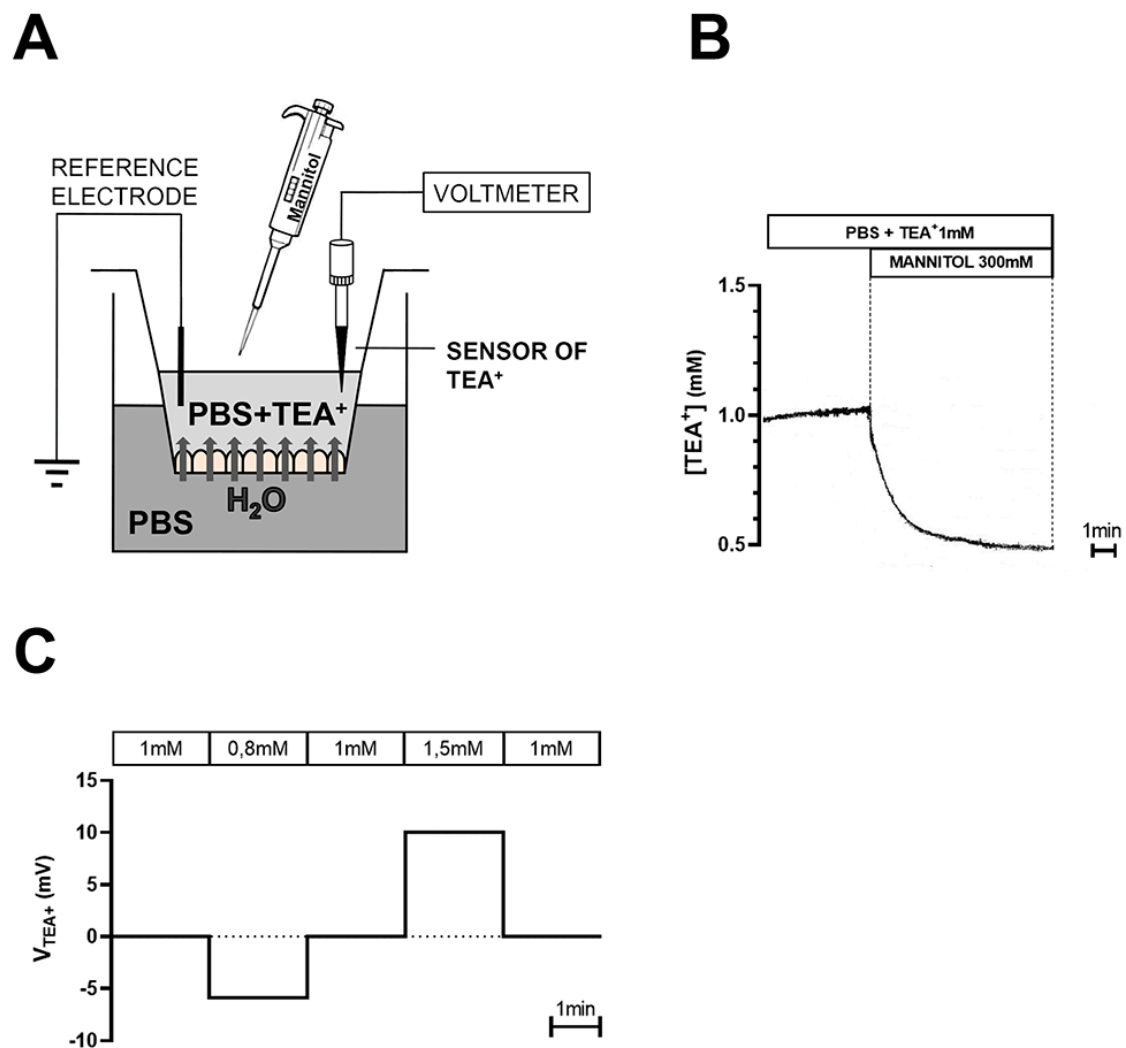 A
REFERENCE
ELECTRODE
Mannitol
VOLTMETER
SENSOR OF
TEA⁺
PBS+TEA⁺
H₂O
PBS
B
PBS + TEA⁺1mM
MANNITOL 300mM
1.5
1.0
0.5
[TEA⁺] (mM)
1min
C
1mM 0,8mM 1mM 1,5mM 1mM
15
10
5
0
-5
-10
V_TEA+ (mV)
1min